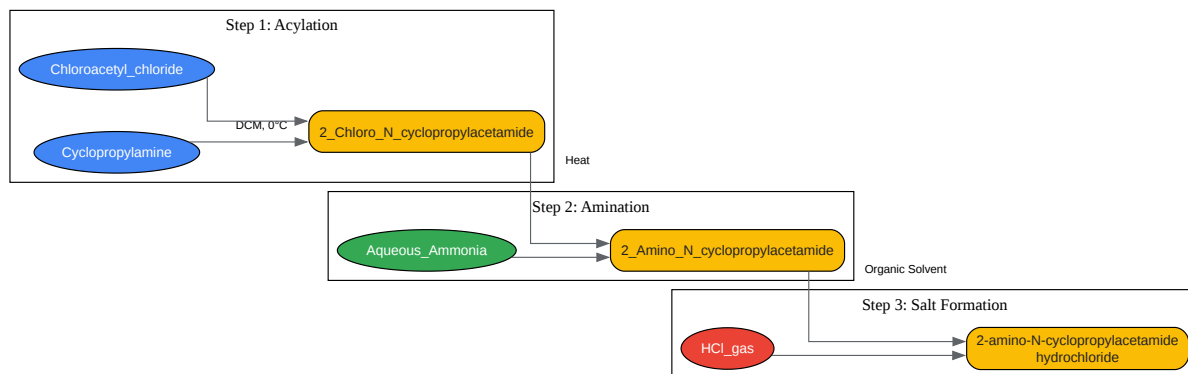 Step 1: Acylation
Chloroacetyl_chloride
DCM, 0°C
2_Chloro_N_cyclopropylacetamide
Cyclopropylamine
Heat
Step 2: Amination
Aqueous_Ammonia
2_Amino_N_cyclopropylacetamide
Organic Solvent
Step 3: Salt Formation
HCl_gas
2-amino-N-cyclopropylacetamide
hydrochloride